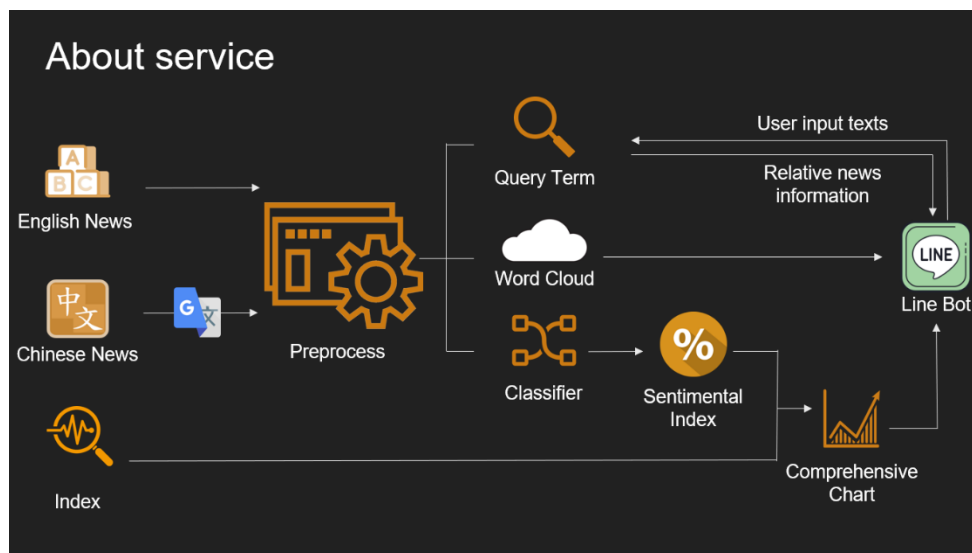 About service
A
B C
English News
中
文
Chinese News
G
文
Index
Preprocess
Query Term
Word Cloud
Classifier
%
Sentimental
Index
User input texts
Relative news
information
LINE
Line Bot
Comprehensive
Chart